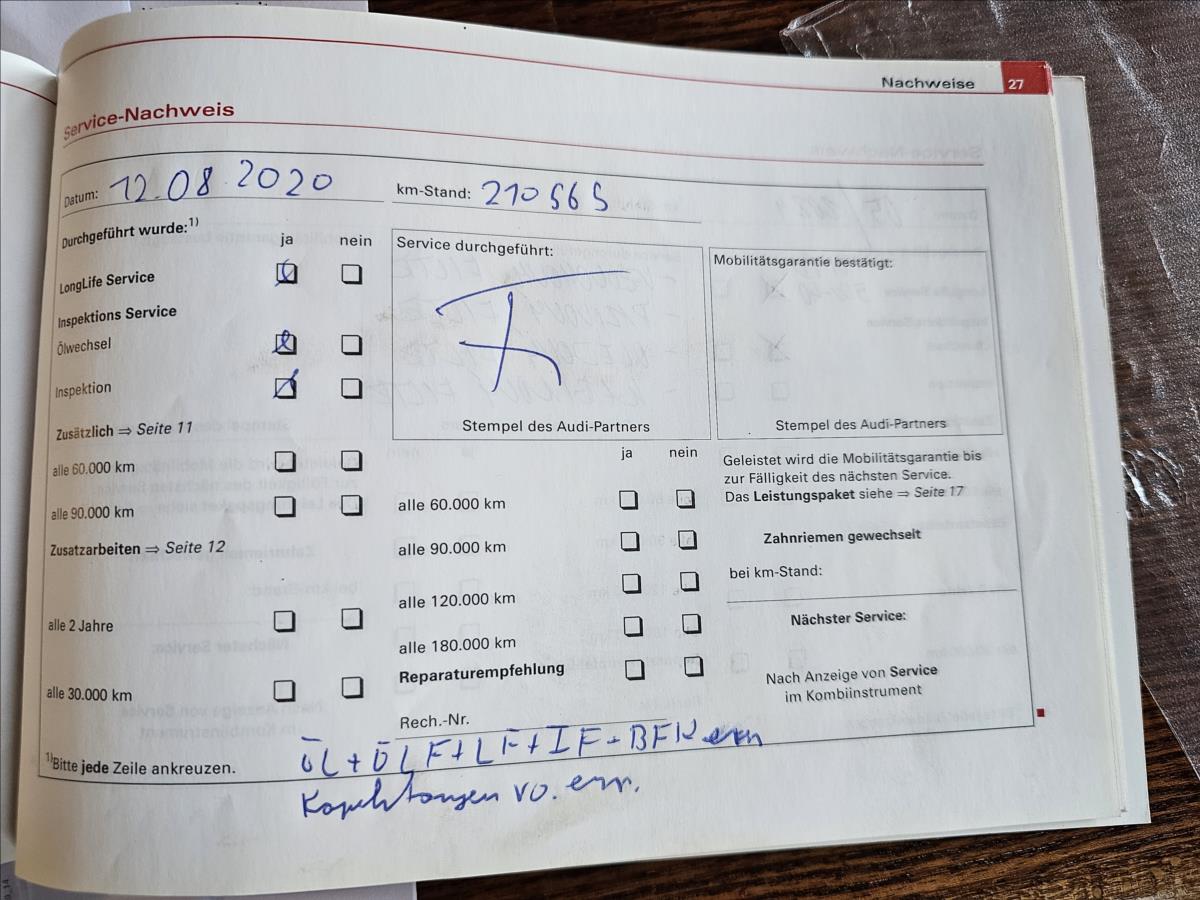 Nachweise 27
Service-Nachweis
Datum: 12.08.2020
km-Stand: 210565
Durchgeführt wurde:1)
ja nein
LongLife Service
Inspektions Service
Ölwechsel
Inspektion
Zusätzlich ⇒ Seite 11
alle 60.000 km
alle 90.000 km
Zusatzarbeiten ⇒ Seite 12
alle 2 Jahre
alle 30.000 km
Service durchgeführt:
Stempel des Audi-Partners
ja nein
alle 60.000 km
alle 90.000 km
alle 120.000 km
alle 180.000 km
Reparaturempfehlung
Rech.-Nr.
Mobilitätsgarantie bestätigt:
Stempel des Audi-Partners
Geleistet wird die Mobilitätsgarantie bis
zur Fälligkeit des nächsten Service.
Das Leistungspaket siehe ⇒ Seite 17
Zahnriemen gewechselt
bei km-Stand:
Nächster Service:
Nach Anzeige von Service
im Kombiinstrument
1)Bitte jede Zeile ankreuzen.
ÖL+ÖLF+LF+IF+BFK ern
Koppelstangen vo. ern.